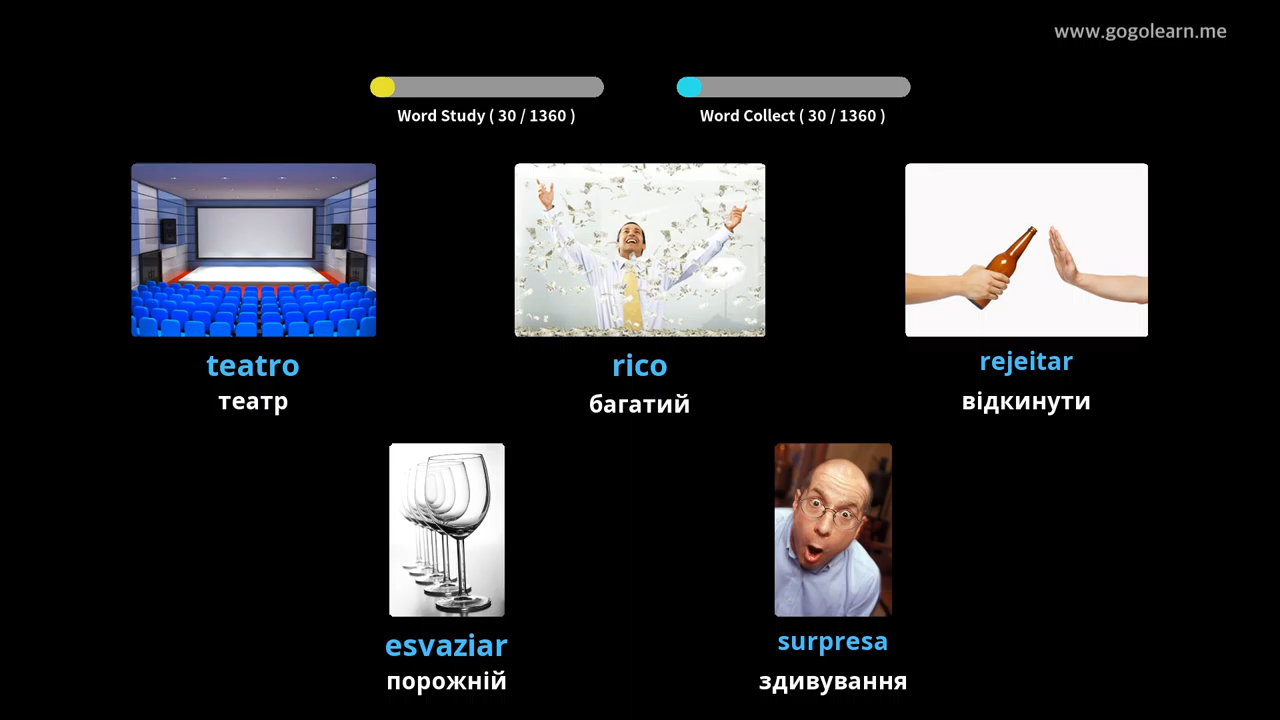 www.gogolearn.me
Word Study ( 30 / 1360 )
Word Collect ( 30 / 1360 )
teatro
театр
rico
багатий
rejeitar
відкинути
esvaziar
порожній
surpresa
здивування